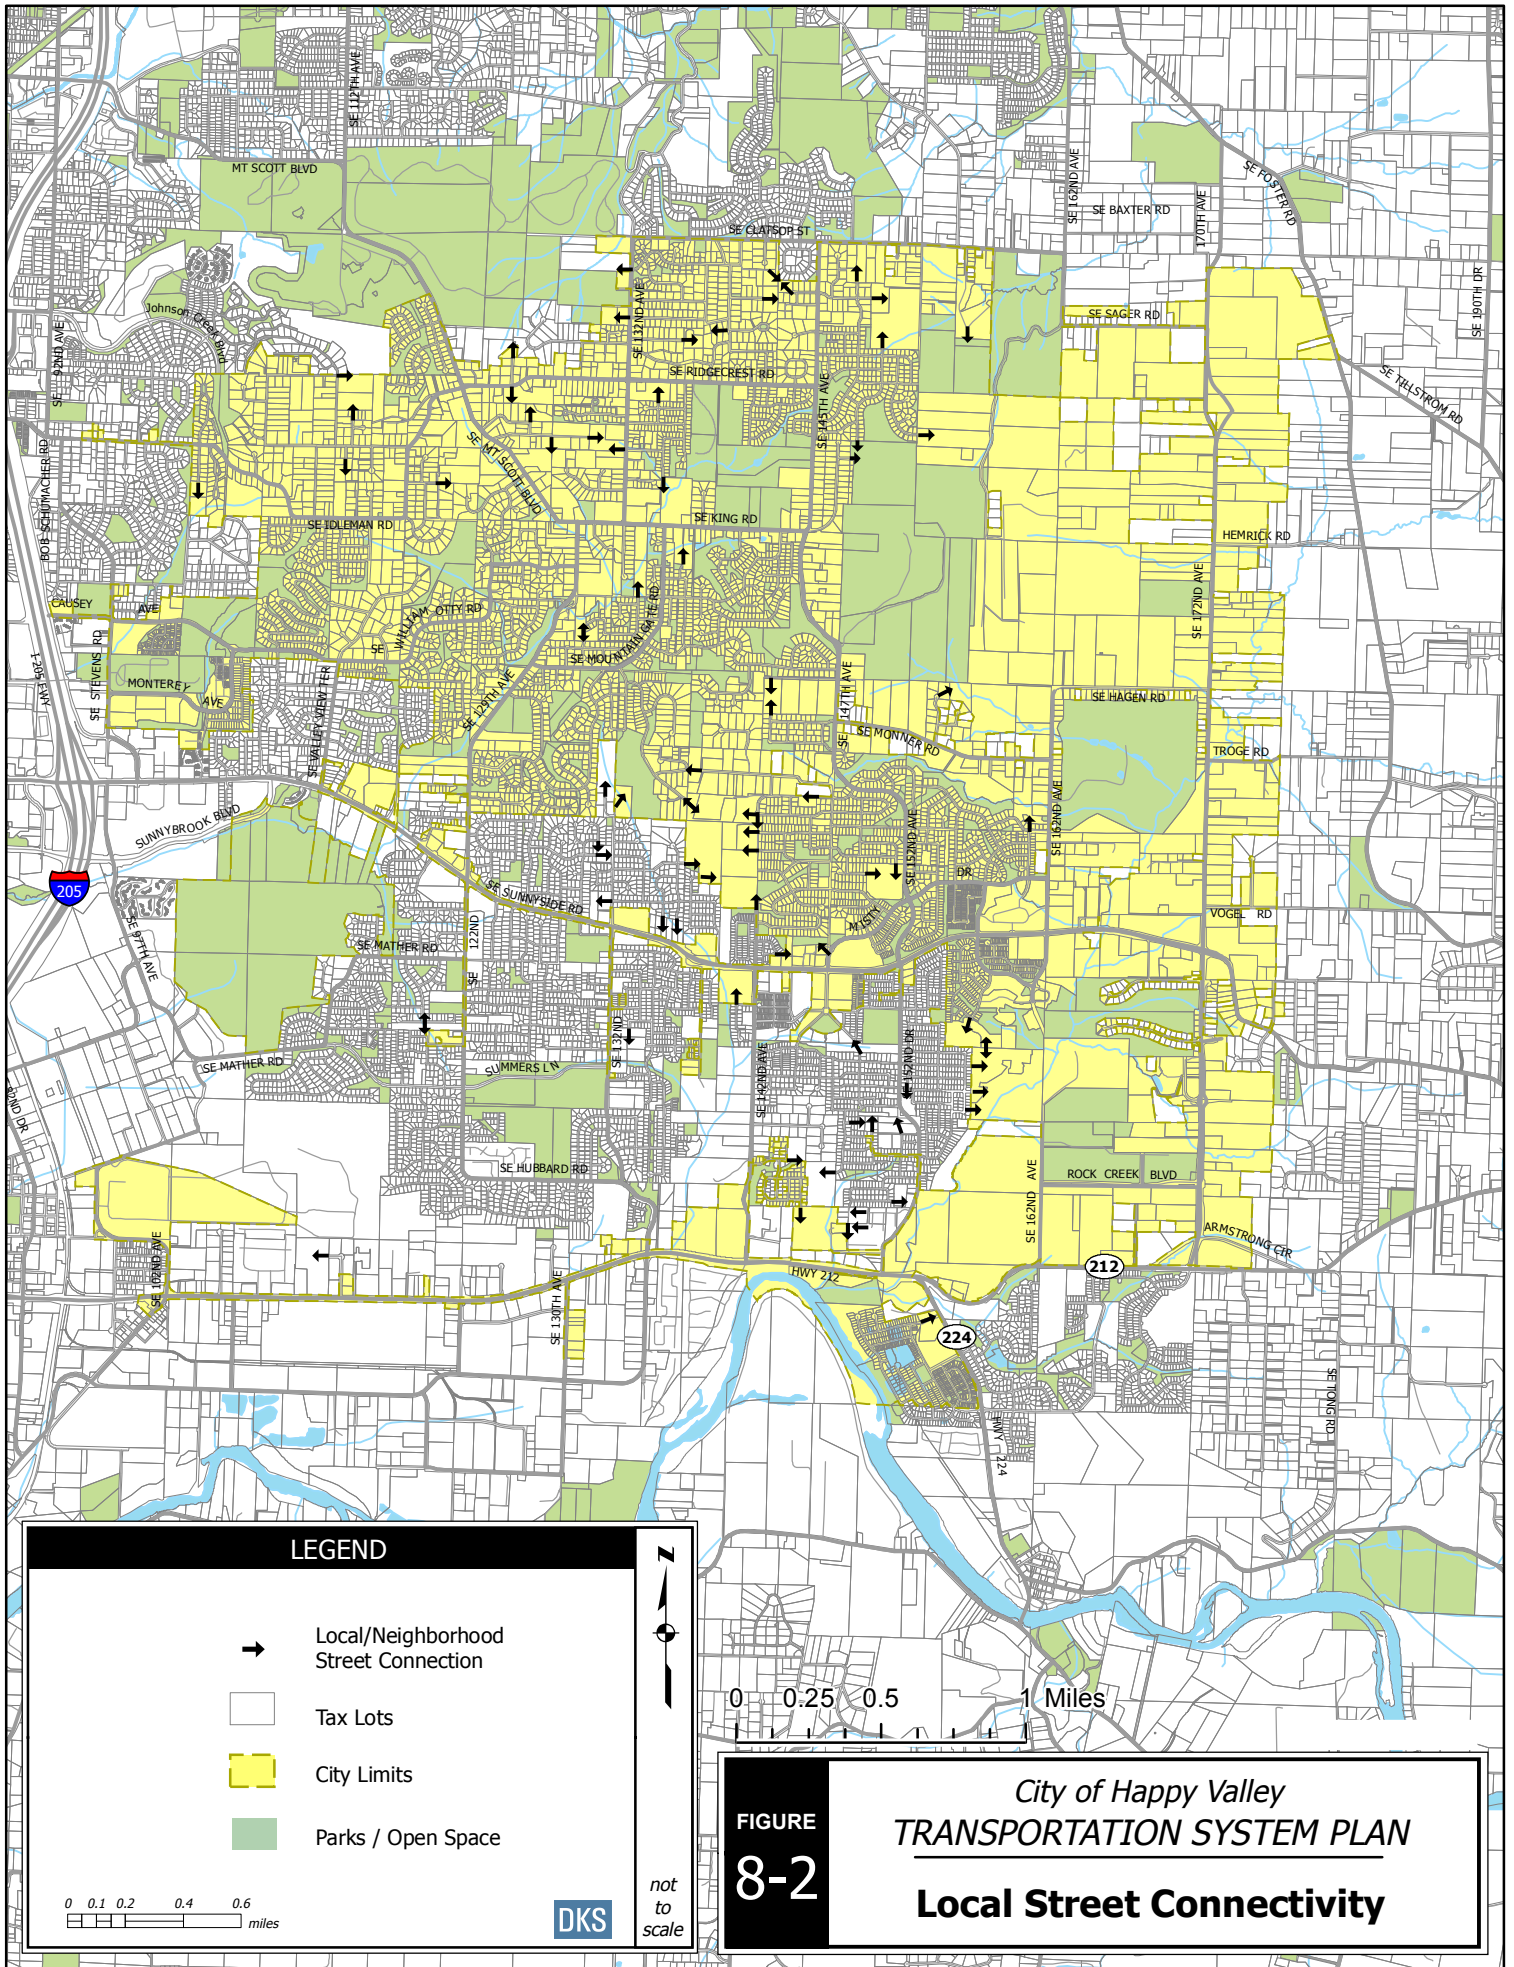 SE 112TH AVE
MT SCOTT BLVD
SE 162ND AVE
SE BAXTER RD
170TH AVE
SE FOSTER RD
SE CLATSOP ST
SE 190TH DR
Johnson Creek Blvd
SE 92ND AVE
SE 132ND AVE
SE SAGER RD
SE RIDGECREST RD
SE 145TH AVE
SE TILLSTROM RD
SE MT SCOTT BLVD
BOB SCHUMACHER RD
SE IDLEMAN RD
SE KING RD
HEMRICK RD
SE 172ND AVE
CAUSEY AVE
SE WILLIAM OTTY RD
SE MOUNTAIN GATE RD
I-205 FWY
SE STEVENS RD
MONTEREY AVE
SE VALLEY VIEW TER
SE 129TH AVE
SE 147TH AVE
SE HAGEN RD
SE MONNER RD
TROGE RD
SUNNYBROOK BLVD
SE 162ND AVE
SE 152ND AVE
205
SE SUNNYSIDE RD
MISTY DR
VOGEL RD
SE 97TH AVE
SE MATHER RD
SE 122ND
SE MATHER RD
SUMMERS LN
SE 132ND
SE 142ND AVE
SE 152ND DR
82ND DR
SE HUBBARD RD
ROCK CREEK BLVD
SE 162ND AVE
ARMSTRONG CIR
SE 102ND AVE
HWY 212
212
SE 130TH AVE
224
SE TONG RD
HWY 224
LEGEND
Local/Neighborhood
Street Connection
Tax Lots
City Limits
Parks / Open Space
0 0.1 0.2 0.4 0.6
miles
DKS
N
not
to
scale
0 0.25 0.5 1 Miles
FIGURE
8-2
City of Happy Valley
TRANSPORTATION SYSTEM PLAN
Local Street Connectivity